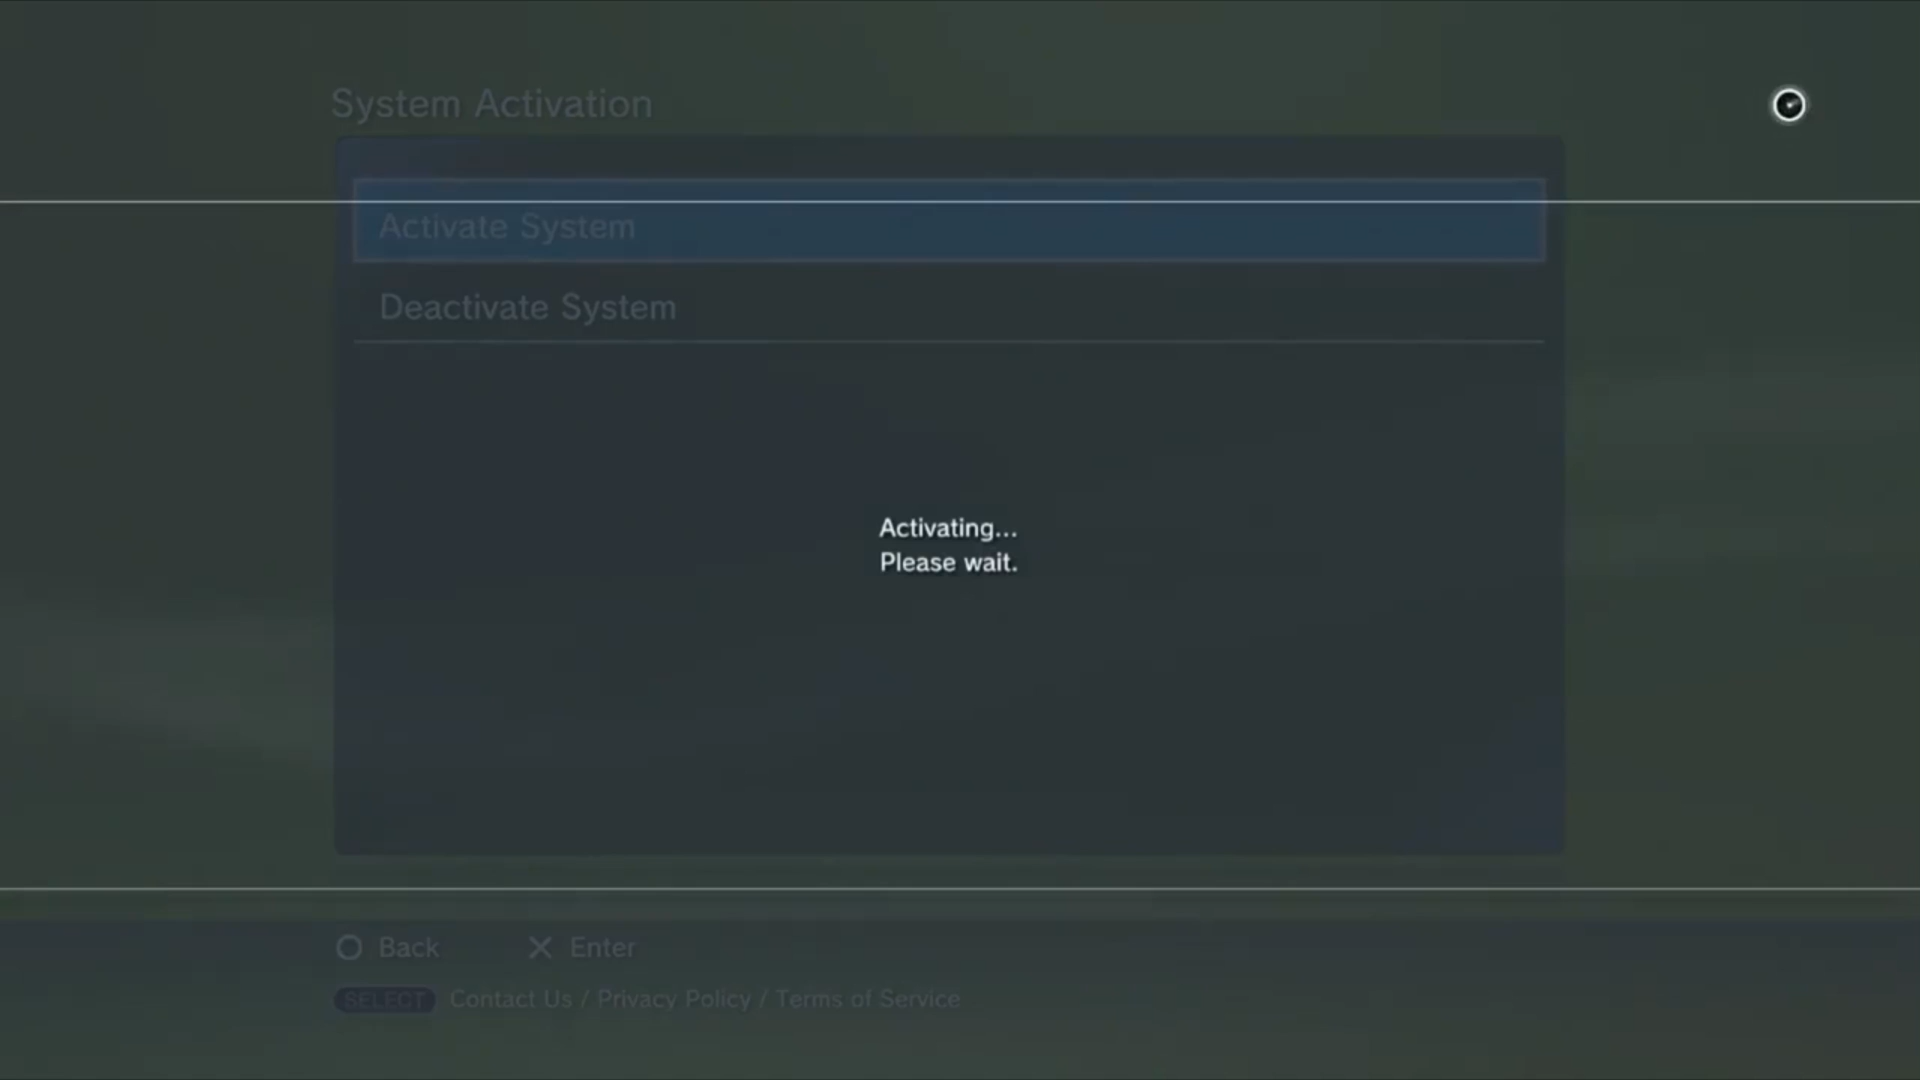 System Activation
Activate System
Deactivate System
Activating...
Please wait.
Back
Enter
SELECT Contact Us / Privacy Policy / Terms of Service